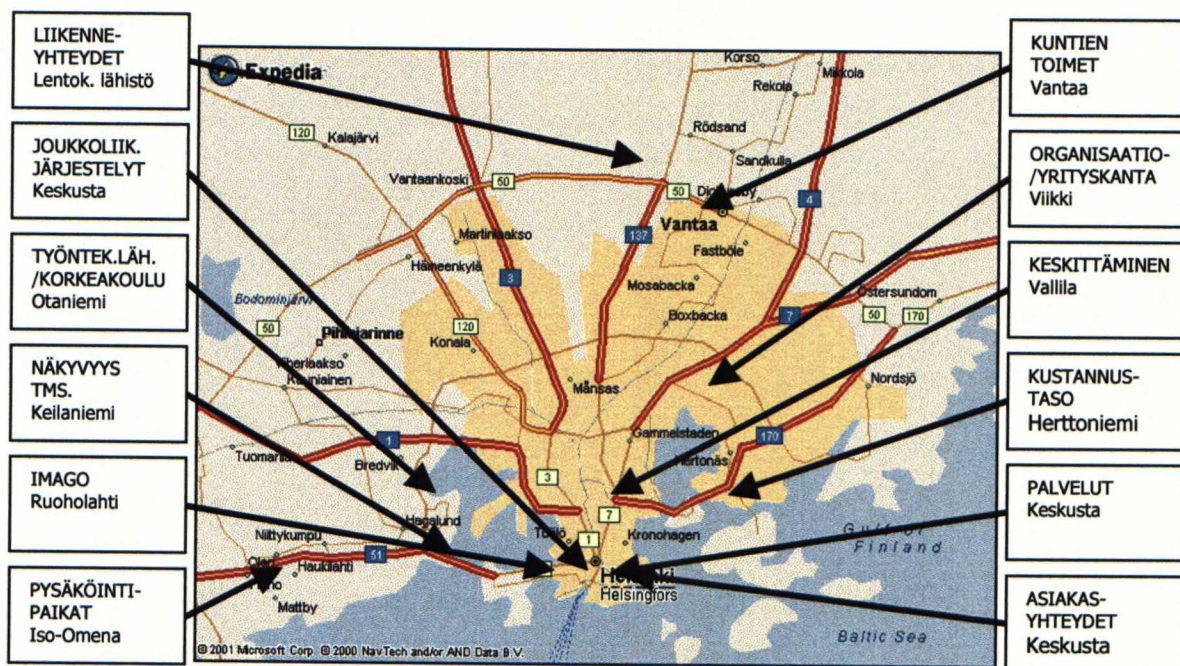 LIIKENNE-
YHTEYDET
Lentok. lähistö
JOUKKOLIIK.
JÄRJESTELYT
Keskusta
TYÖNTEK.LÄH.
/KORKEAKOULU
Otaniemi
NÄKYVYYS
TMS.
Keilaniemi
IMAGO
Ruoholahti
PYSÄKÖINTI-
PAIKAT
Iso-Omena
Expedia
Korso
Mikkola
Rekola
120
Kalajärvi
Rödsand
Sandkulla
Vantaankoski
50
50
4
Vantaa
137
Martinlaakso
Fastböle
Hämeenkylä
3
Mosabacka
Östersundom
Bodominjärvi
7
50
170
50
120
Boxbacka
Konala
Kauniainen
Månsas
Nordsjö
Gammelstaden
170
1
Bredvik
Hertonäs
3
7
Hagalund
1
Kronohagen
Gulf of
Finland
Niittykumpu
51
Haukilahti
Helsingfors
Mattby
Baltic Sea
© 2001 Microsoft Corp © 2000 NavTech and/or AND Data B.V.
KUNTIEN
TOIMET
Vantaa
ORGANISAATIO-
/YRITYSKANTA
Viikki
KESKITTÄMINEN
Vallila
KUSTANNUS-
TASO
Herttoniemi
PALVELUT
Keskusta
ASIAKAS-
YHTEYDET
Keskusta